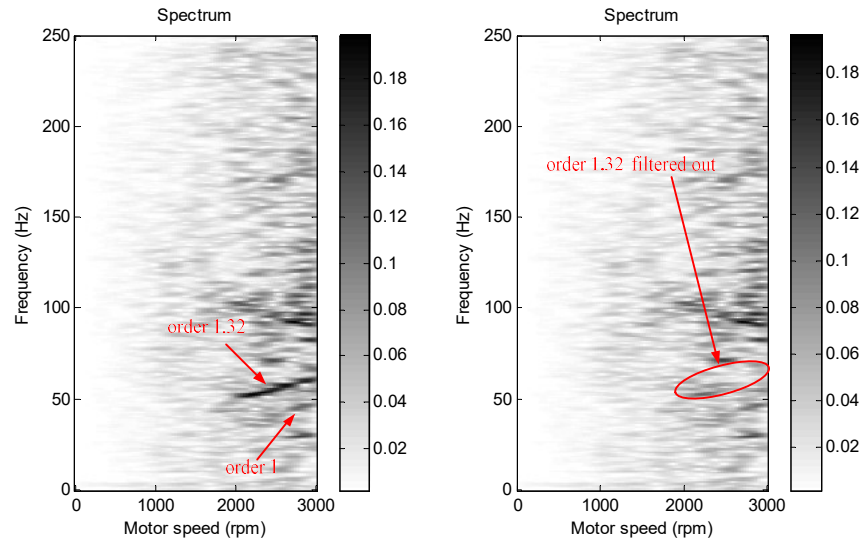 Spectrum
250
200
150
100
50
0
Frequency (Hz)
0 1000 2000 3000
Motor speed (rpm)
order 1.32
order 1
0.18
0.16
0.14
0.12
0.1
0.08
0.06
0.04
0.02
Spectrum
250
200
150
100
50
0
Frequency (Hz)
0 1000 2000 3000
Motor speed (rpm)
order 1.32 filtered out
0.18
0.16
0.14
0.12
0.1
0.08
0.06
0.04
0.02